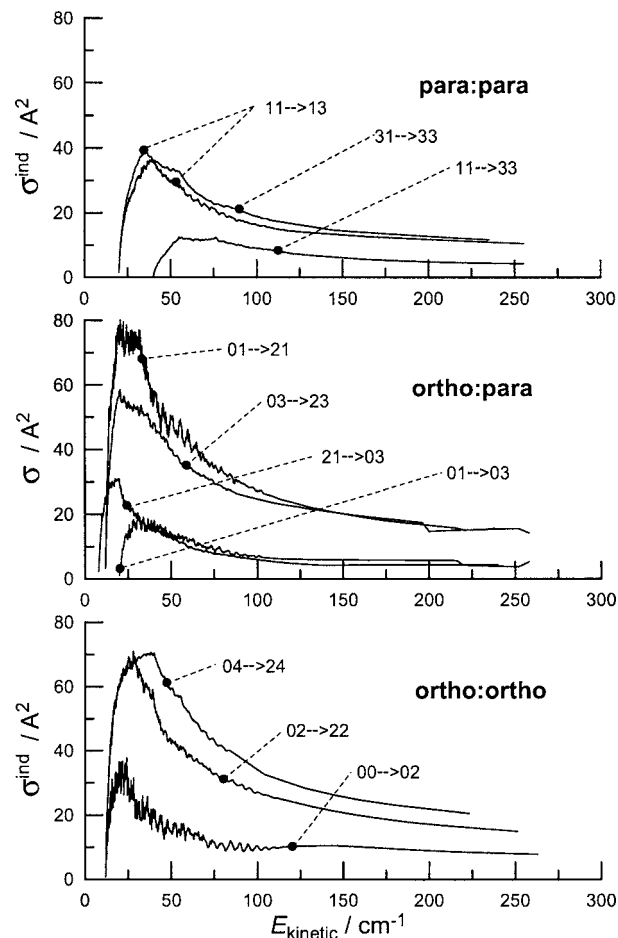 80
60
40
20
0
σ^ind / A²
para:para
11-->13
31-->33
11-->33
0 50 100 150 200 250 300
80
60
40
20
0
σ / A²
ortho:para
01-->21
03-->23
21-->03
01-->03
0 50 100 150 200 250 300
80
60
40
20
0
σ^ind / A²
ortho:ortho
04-->24
02-->22
00-->02
0 50 100 150 200 250 300
E_kinetic / cm⁻¹